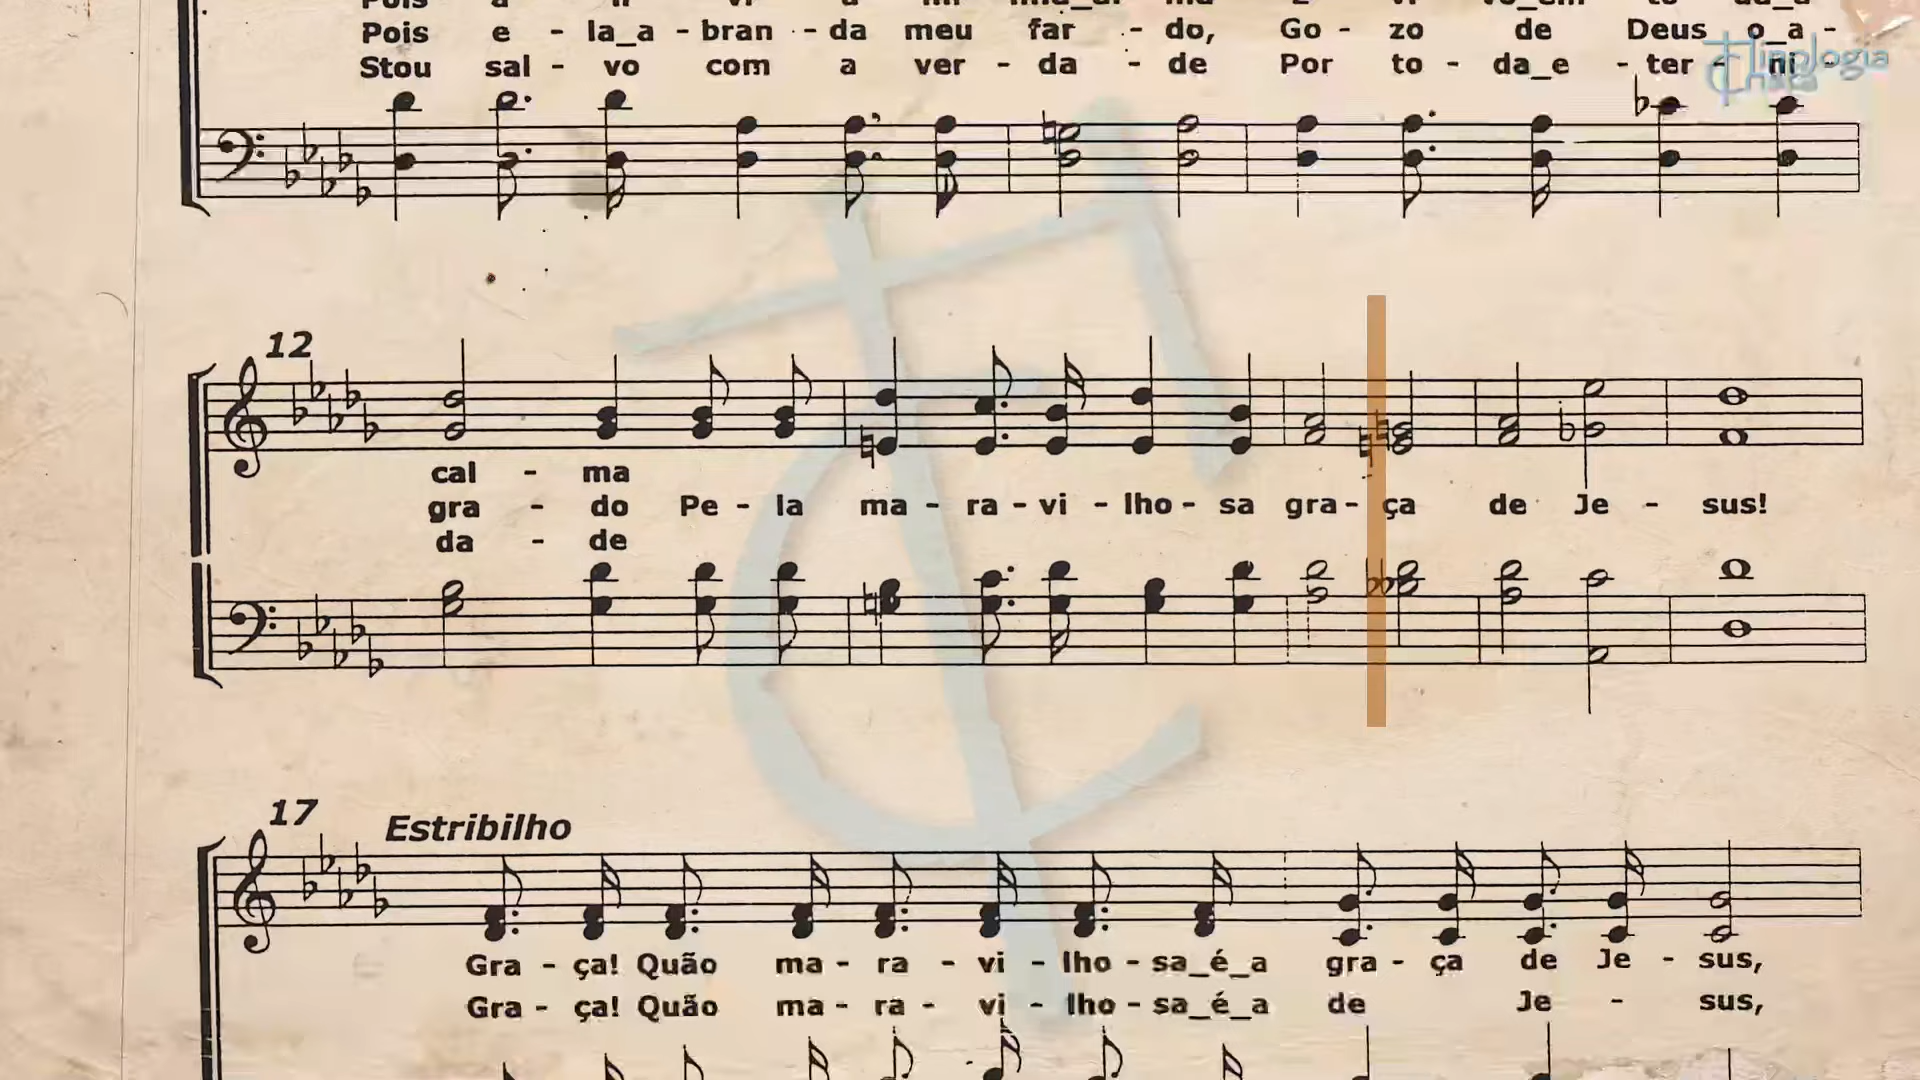 Pois e - la_a - bran - da meu far - do, Go - zo de Deus o_a -
Stou sal - vo com a ver - da - de Por to - da_e - ter - ni -
12
cal - ma
gra - do Pe - la ma - ra - vi - lho - sa gra - ça de Je - sus!
da - de
17
Estribilho
Gra - ça! Quão ma - ra - vi - lho - sa_é_a gra - ça de Je - sus,
Gra - ça! Quão ma - ra - vi - lho - sa_é_a de Je - sus,